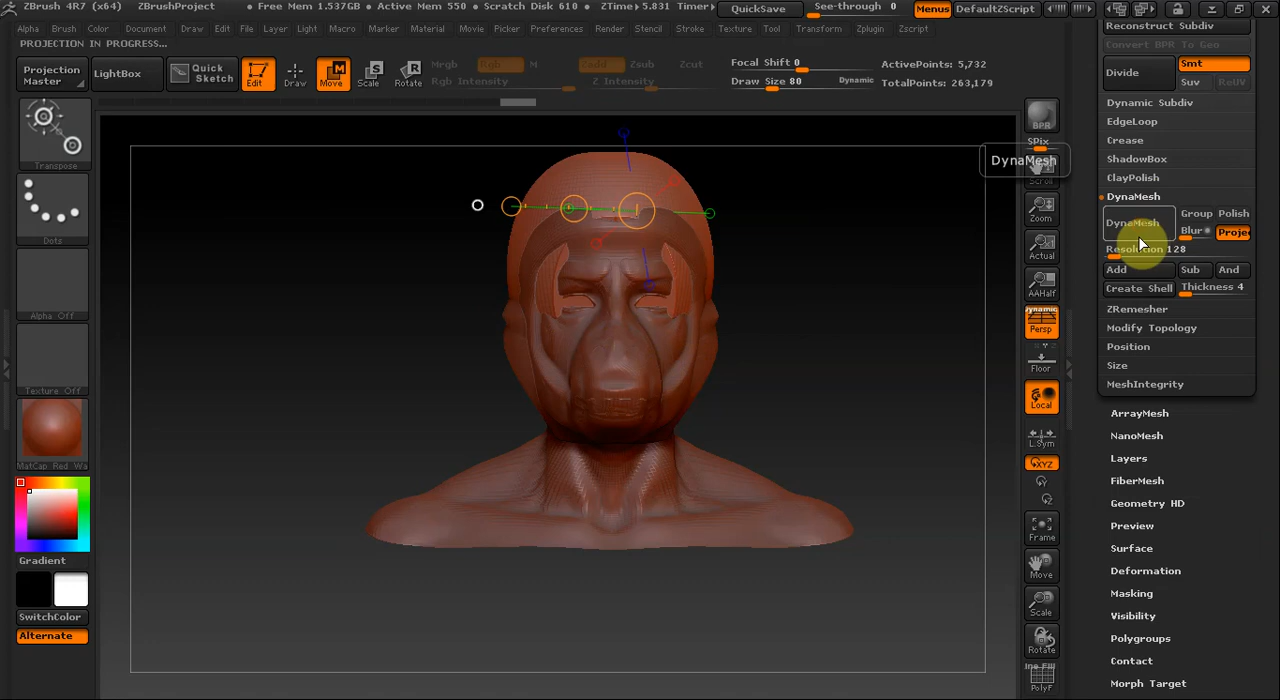 ZBrush 4R7 (x64) ZBrushProject • Free Mem 1.537GB • Active Mem 550 • Scratch Disk 610 • ZTime▸5.831 Timer▸ QuickSave See-through 0 Menus DefaultZScript
Alpha Brush Color Document Draw Edit File Layer Light Macro Marker Material Movie Picker Preferences Render Stencil Stroke Texture Tool Transform Zplugin Zscript
PROJECTION IN PROGRESS...
Projection Master
LightBox
Quick Sketch
Edit
Draw
Move
Scale
Rotate
Mrgb Rgb M
Rgb Intensity
Zadd Zsub Zcut
Z Intensity
Focal Shift 0
Draw Size 80 Dynamic
ActivePoints: 5,732
TotalPoints: 263,179
Transpose
Dots
Alpha Off
Texture Off
MatCap Red Wa
Gradient
SwitchColor
Alternate
BPR
SPix
Scroll
Zoom
Actual
AAHalf
Dynamic
Persp
Floor
Local
L.Sym
XYZ
Frame
Move
Scale
Rotate
PolyF
DynaMesh
Reconstruct Subdiv
Convert BPR To Geo
Divide
Smt
Suv ReUV
Dynamic Subdiv
EdgeLoop
Crease
ShadowBox
ClayPolish
DynaMesh
DynaMesh
Group Polish
Blur Projec
Resolution 128
Add Sub And
Create Shell Thickness 4
ZRemesher
Modify Topology
Position
Size
MeshIntegrity
ArrayMesh
NanoMesh
Layers
FiberMesh
Geometry HD
Preview
Surface
Deformation
Masking
Visibility
Polygroups
Contact
Morph Target